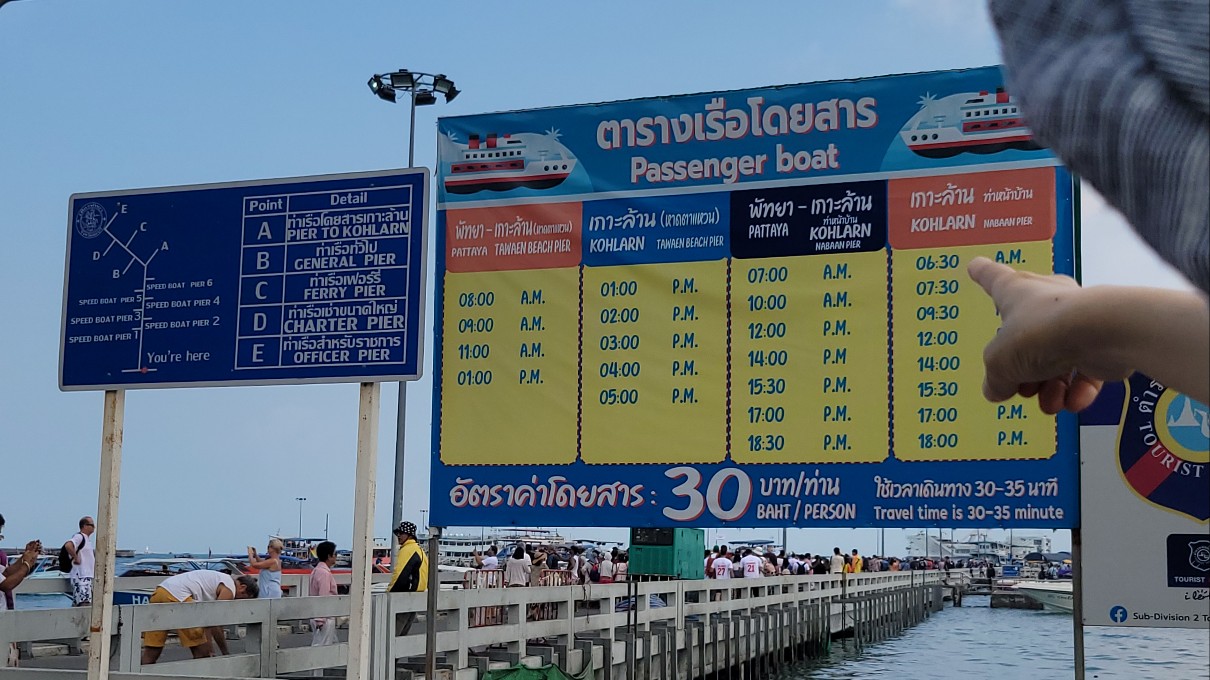 E
C
D
A
B
SPEED BOAT PIER 6
SPEED BOAT PIER 5
SPEED BOAT PIER 4
SPEED BOAT PIER 3
SPEED BOAT PIER 2
SPEED BOAT PIER 1
You're here
Point Detail
A ท่าเรือโดยสารเกาะล้าน
PIER TO KOHLARN
B ท่าเรือทั่วไป
GENERAL PIER
C ท่าเรือเฟอร์รี่
FERRY PIER
D ท่าเรือเช่าขนาดใหญ่
CHARTER PIER
E ท่าเรือสำหรับราชการ
OFFICER PIER
ตารางเรือโดยสาร
Passenger boat
พัทยา - เกาะล้าน (หาดตาแหวน)
PATTAYA TAWAEN BEACH PIER
08:00 A.M.
09:00 A.M.
11:00 A.M.
01:00 P.M.
เกาะล้าน (หาดตาแหวน)
KOHLARN TAWAEN BEACH PIER
01:00 P.M.
02:00 P.M.
03:00 P.M.
04:00 P.M.
05:00 P.M.
พัทยา - เกาะล้าน
ท่าหน้าบ้าน
PATTAYA KOHLARN
NABAAN PIER
07:00 A.M.
10:00 A.M.
12:00 P.M.
14:00 P.M.
15:30 P.M.
17:00 P.M.
18:30 P.M.
เกาะล้าน ท่าหน้าบ้าน
KOHLARN NABAAN PIER
06:30 A.M.
07:30
09:30
12:00
14:00
15:30
17:00 P.M.
18:00 P.M.
อัตราค่าโดยสาร : 30 บาท/ท่าน
BAHT / PERSON
ใช้เวลาเดินทาง 30-35 นาที
Travel time is 30-35 minute
TOURIST
TOURIST
Sub-Division 2 To